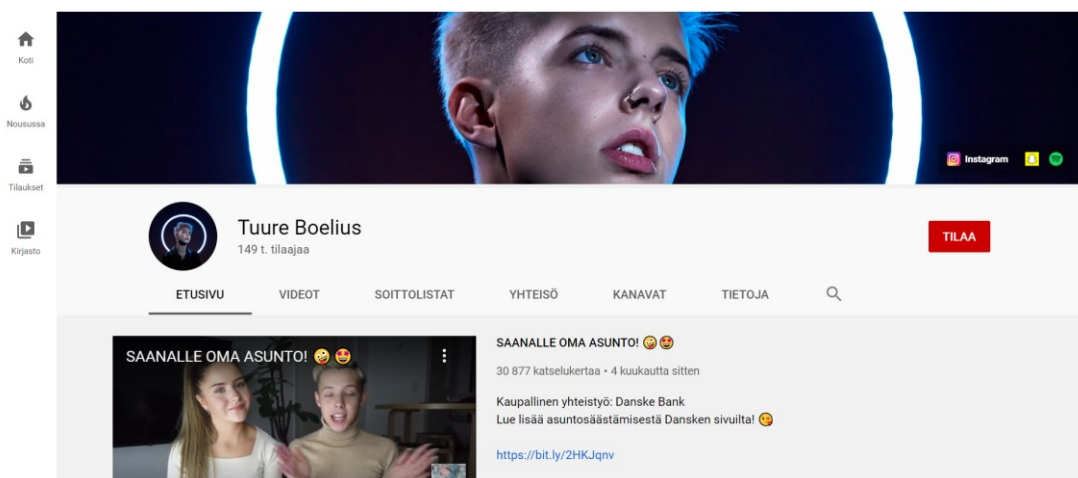 Koti
Nousussa
Tilaukset
Kirjasto
Instagram
Tuure Boelius
149 t. tilaajaa
TILAA
ETUSIVU VIDEOT SOITTOLISTAT YHTEISÖ KANAVAT TIETOJA
SAANALLE OMA ASUNTO! 🤪 🤩
SAANALLE OMA ASUNTO! 🤪 🤩
30 877 katselukertaa • 4 kuukautta sitten
Kaupallinen yhteistyö: Danske Bank
Lue lisää asuntosäästämisestä Dansken sivuilta! 😘
https://bit.ly/2HKJqnv